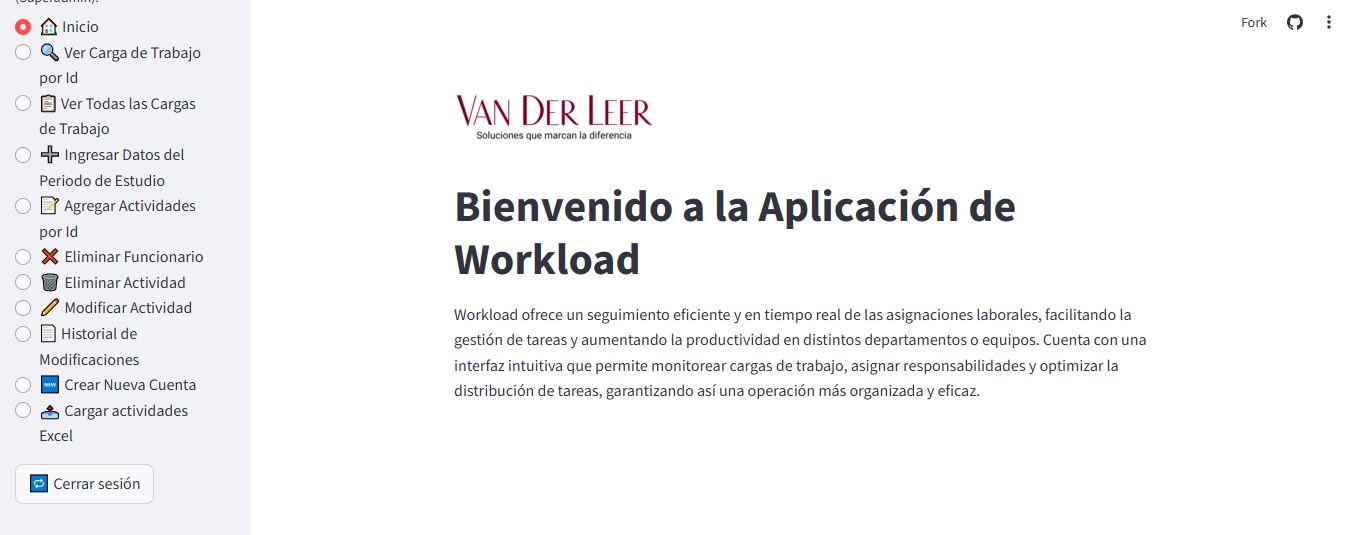 Inicio
Ver Carga de Trabajo
por Id
Ver Todas las Cargas
de Trabajo
Ingresar Datos del
Periodo de Estudio
Agregar Actividades
por Id
Eliminar Funcionario
Eliminar Actividad
Modificar Actividad
Historial de
Modificaciones
NEW Crear Nueva Cuenta
Cargar actividades
Excel
Cerrar sesión
Fork
VAN DER LEER
Soluciones que marcan la diferencia
Bienvenido a la Aplicación de
Workload
Workload ofrece un seguimiento eficiente y en tiempo real de las asignaciones laborales, facilitando la
gestión de tareas y aumentando la productividad en distintos departamentos o equipos. Cuenta con una
interfaz intuitiva que permite monitorear cargas de trabajo, asignar responsabilidades y optimizar la
distribución de tareas, garantizando así una operación más organizada y eficaz.